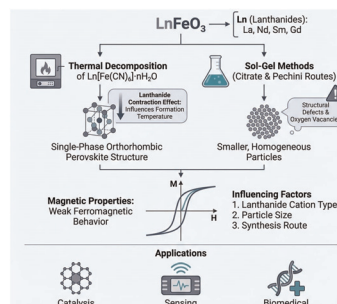 LnFeO₃
Ln (Lanthanides):
La, Nd, Sm, Gd
Thermal Decomposition
of Ln[Fe(CN)₆]·nH₂O
Lanthanide
Contraction Effect:
Influences Formation
Temperature
Single-Phase Orthorhombic
Perovskite Structure
Sol-Gel Methods
(Citrate & Pechini Routes)
Structural
Defects &
Oxygen Vacancies
Smaller, Homogeneous
Particles
Magnetic Properties:
Weak Ferromagnetic
Behavior
M
H
Influencing Factors
1. Lanthanide Cation Type
2. Particle Size
3. Synthesis Route
Applications
Catalysis
Sensing
Biomedical